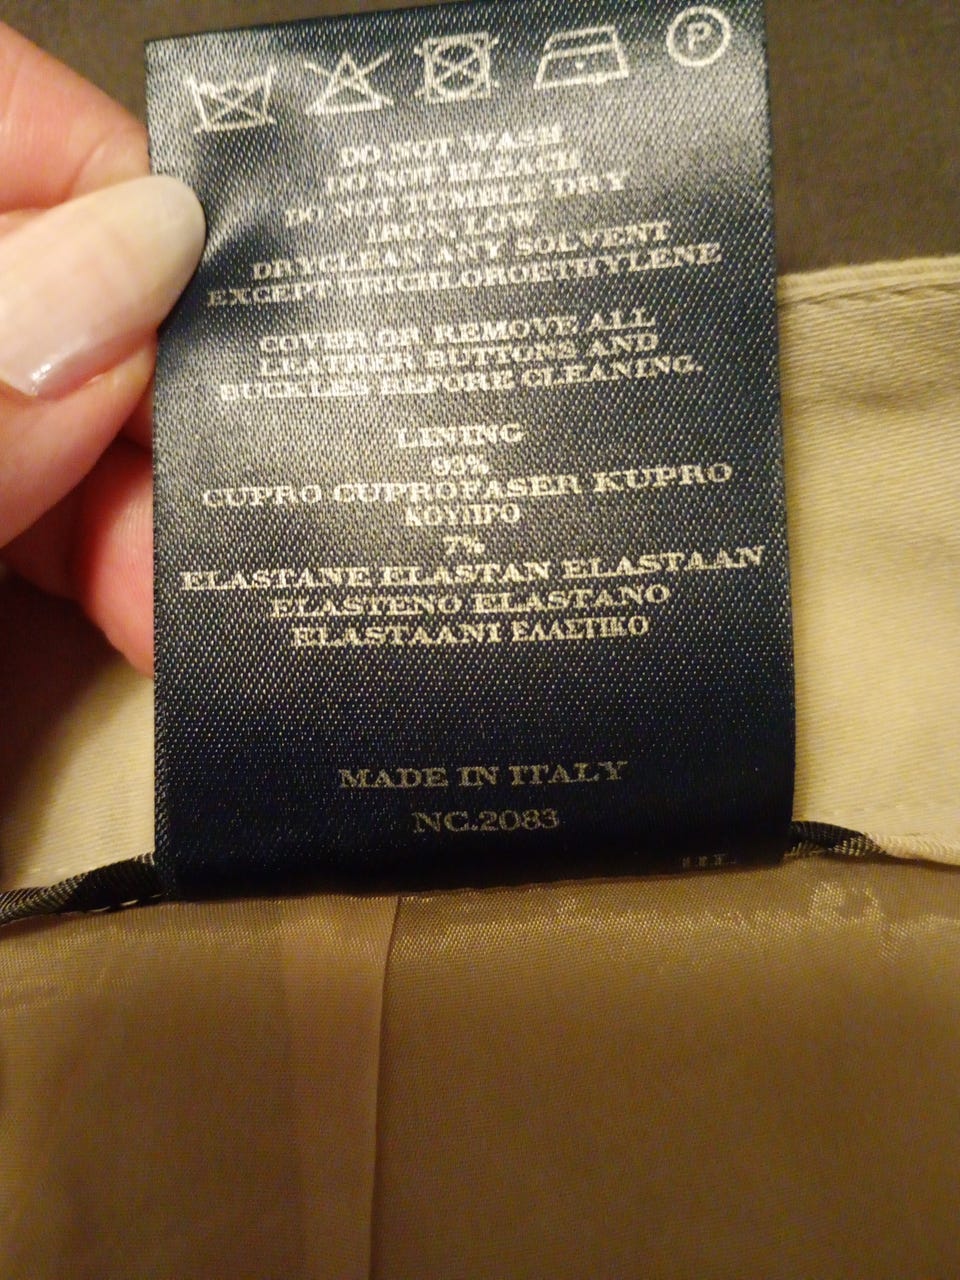 P
DO NOT WASH
DO NOT BLEACH
DO NOT TUMBLE DRY
IRON, LOW
DRYCLEAN ANY SOLVENT
EXCEPT TRICHLOROETHYLENE
COVER OR REMOVE ALL
LEATHER BUTTONS AND
BUCKLES BEFORE CLEANING.
LINING
93%
CUPRO CUPROFASER KUPRO
ΚΟΥΠΡΟ
7%
ELASTANE ELASTAN ELASTAAN
ELASTENO ELASTANO
ELASTAANI ΕΛΑΣΤΙΚΟ
MADE IN ITALY
NC.2083